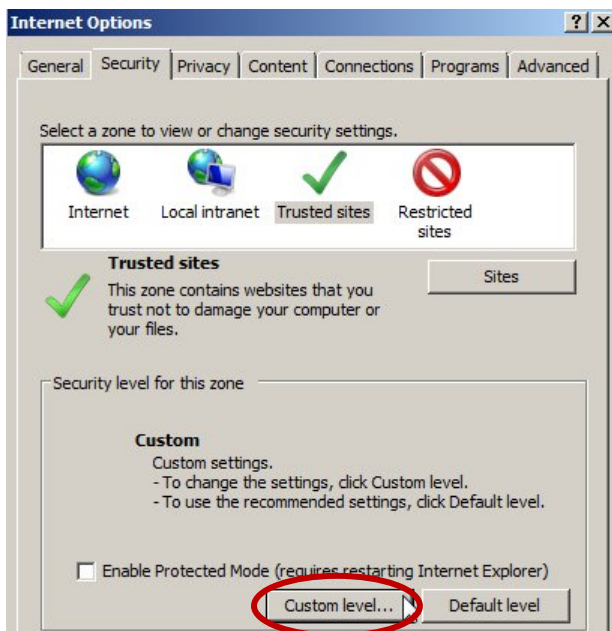 Internet Options
General Security Privacy Content Connections Programs Advanced
Select a zone to view or change security settings.
Internet Local intranet Trusted sites Restricted
sites
Trusted sites
Sites
This zone contains websites that you
trust not to damage your computer or
your files.
Security level for this zone
Custom
Custom settings.
- To change the settings, click Custom level.
- To use the recommended settings, click Default level.
Enable Protected Mode (requires restarting Internet Explorer)
Custom level... Default level